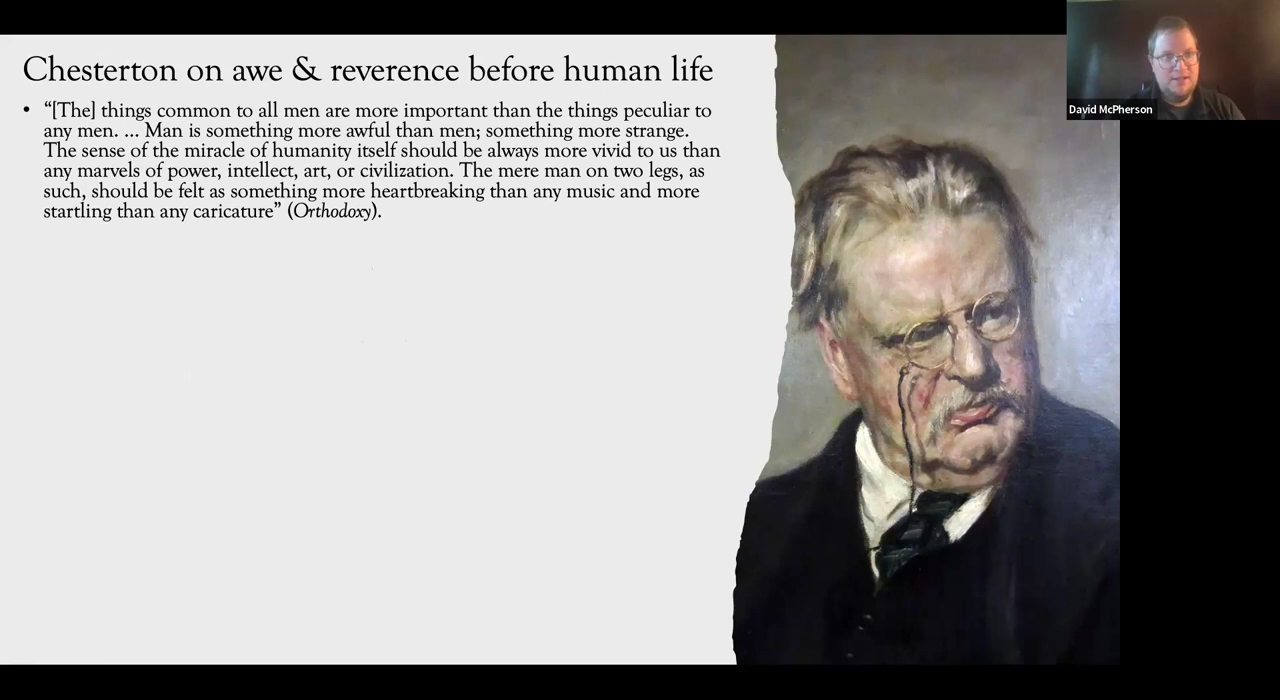 Chesterton on awe & reverence before human life
• “[The] things common to all men are more important than the things peculiar to
any men. ... Man is something more awful than men; something more strange.
The sense of the miracle of humanity itself should be always more vivid to us than
any marvels of power, intellect, art, or civilization. The mere man on two legs, as
such, should be felt as something more heartbreaking than any music and more
startling than any caricature” (Orthodoxy).
David McPherson